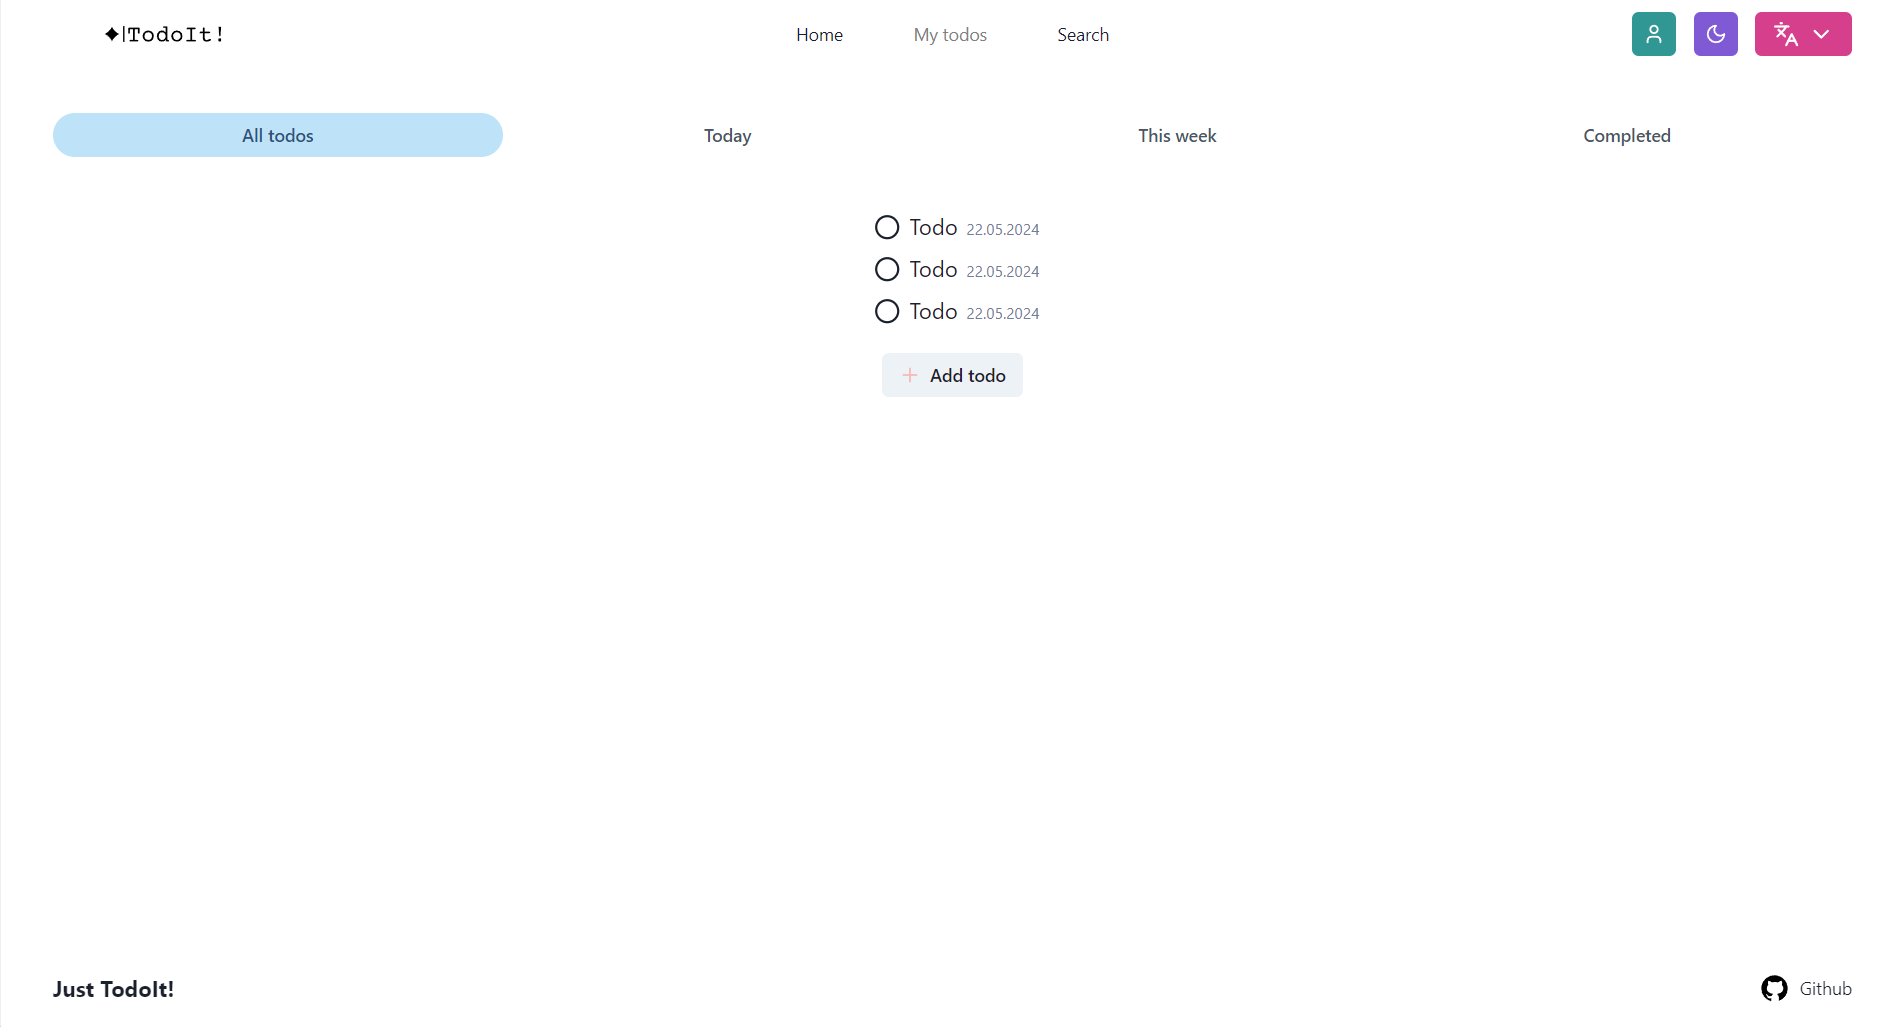 ✦|TodoIt!
Home My todos Search
All todos Today This week Completed
Todo 22.05.2024
Todo 22.05.2024
Todo 22.05.2024
Add todo
Just TodoIt!
Github